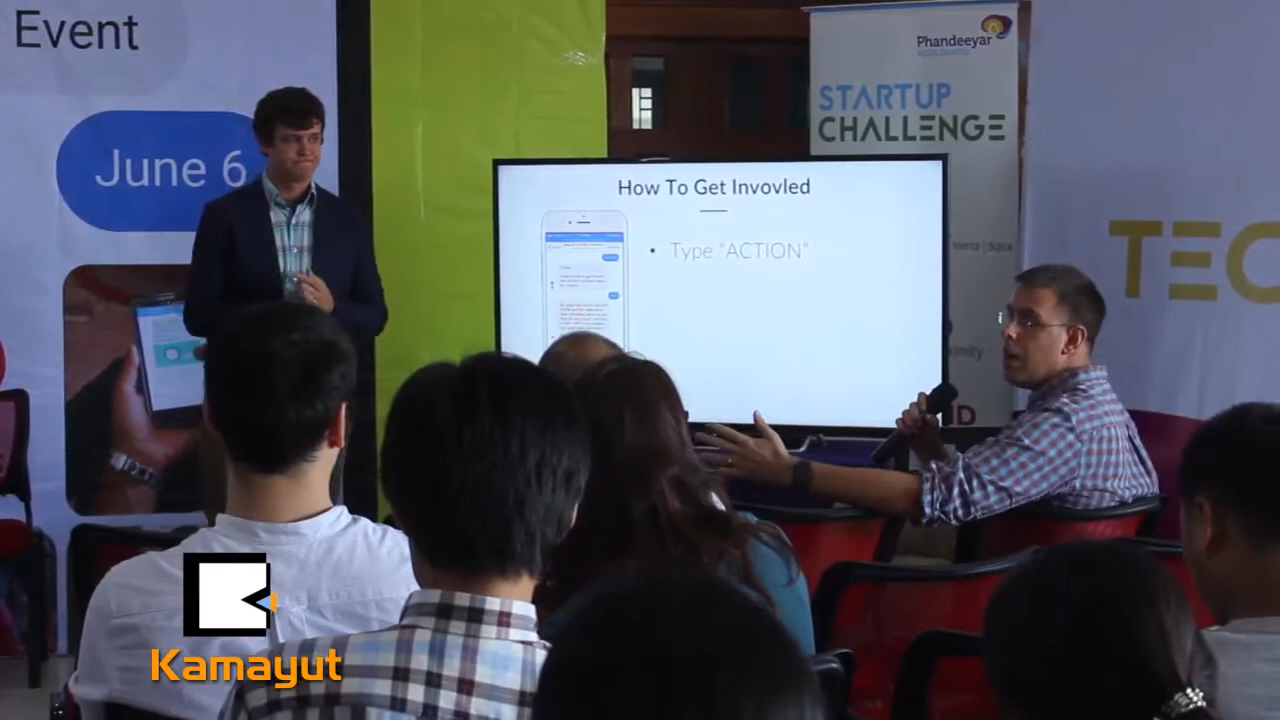 Event
June 6
Phandeeyar
STARTUP
CHALLENGE
How To Get Invovled
• Type "ACTION"
TEC
Kamayut